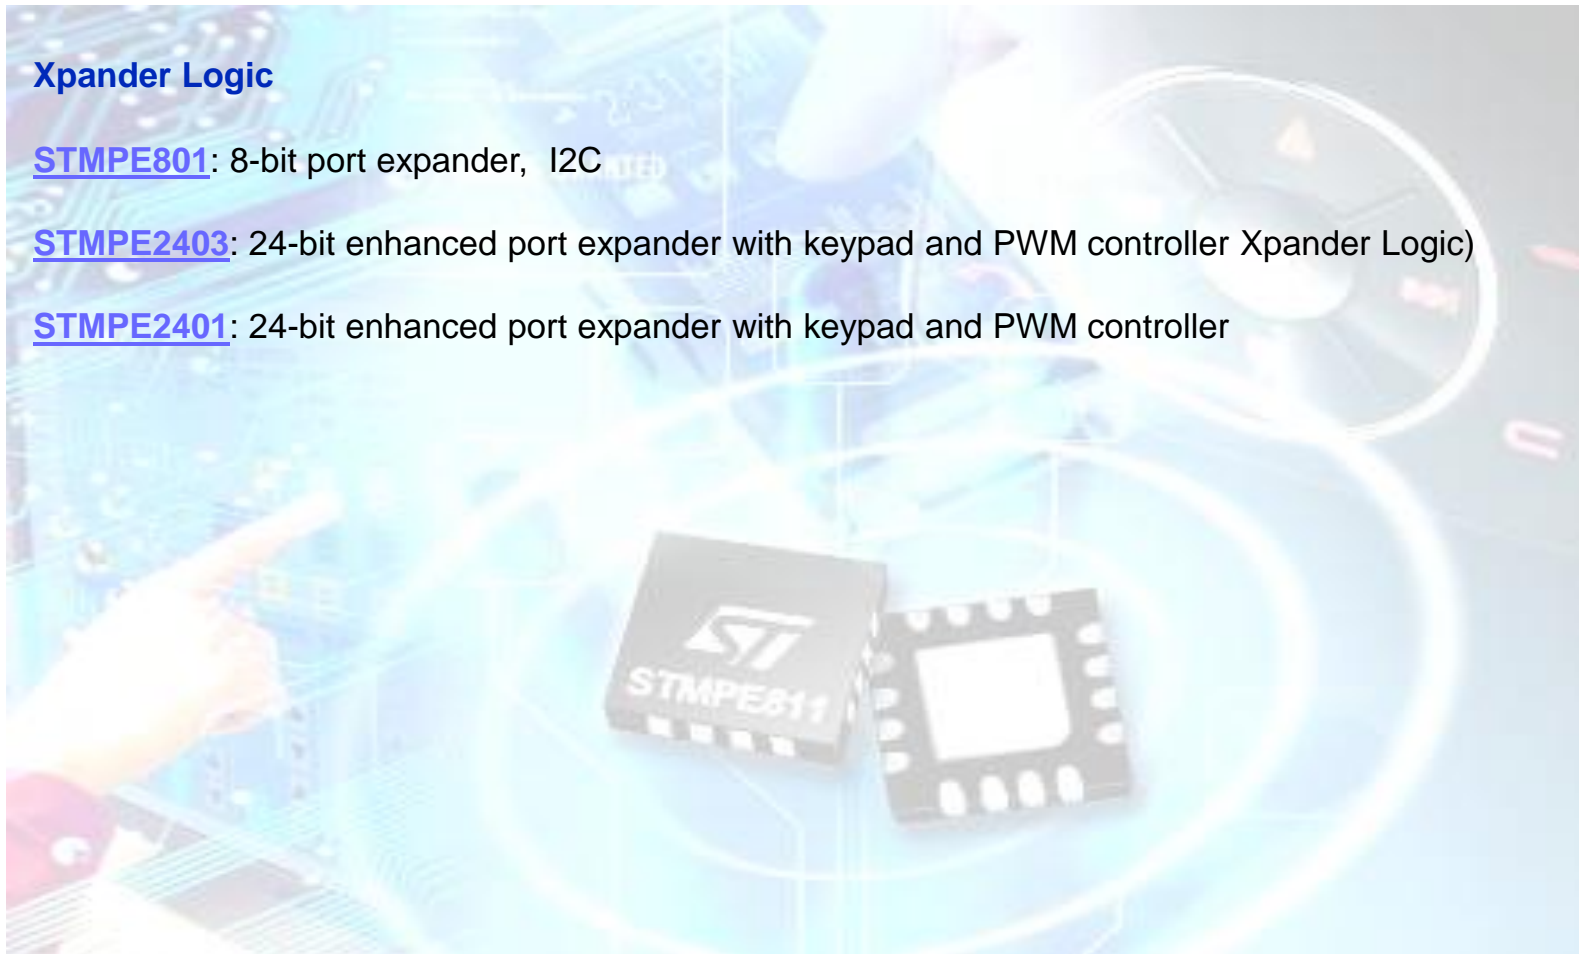 Xpander Logic
STMPE801: 8-bit port expander,  I2C
STMPE2403: 24-bit enhanced port expander with keypad and PWM controller Xpander Logic)
STMPE2401: 24-bit enhanced port expander with keypad and PWM controller
ST
STMPE811